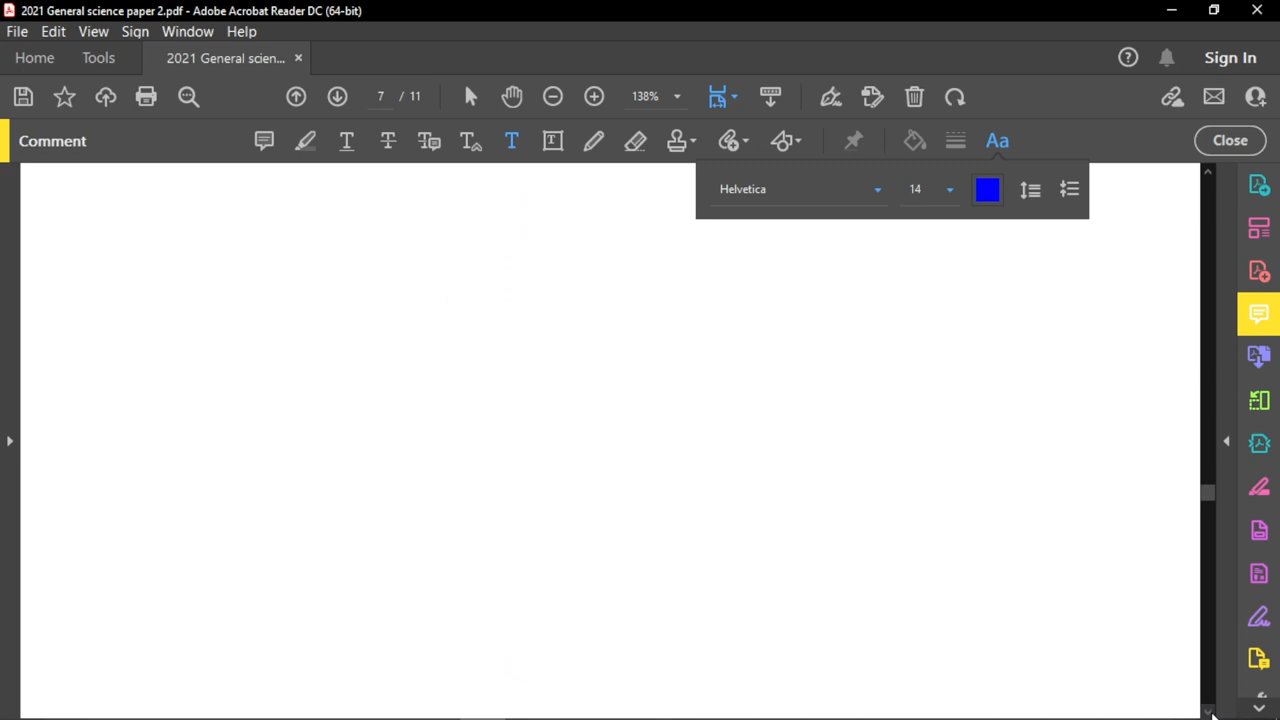 2021 General science paper 2.pdf - Adobe Acrobat Reader DC (64-bit)
File Edit View Sign Window Help
Home Tools 2021 General scien... × Sign In
7 / 11 138%
Comment Aa Close
Helvetica 14